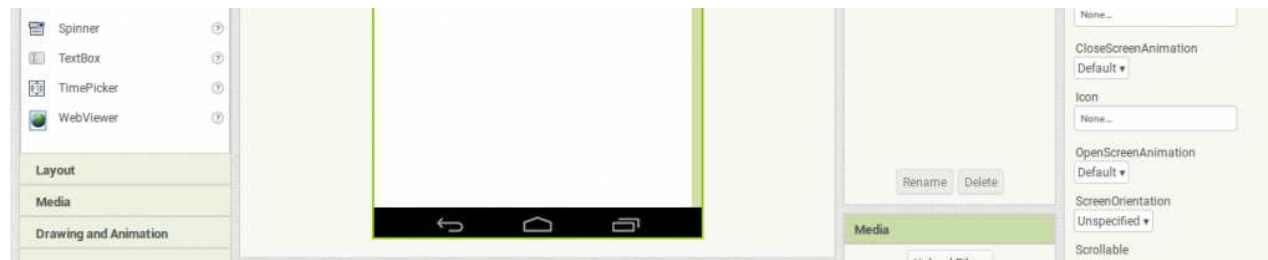 Spinner
TextBox
TimePicker
WebViewer
Layout
Media
Drawing and Animation
Rename Delete
Media
None...
CloseScreenAnimation
Default
Icon
None...
OpenScreenAnimation
Default
ScreenOrientation
Unspecified
Scrollable